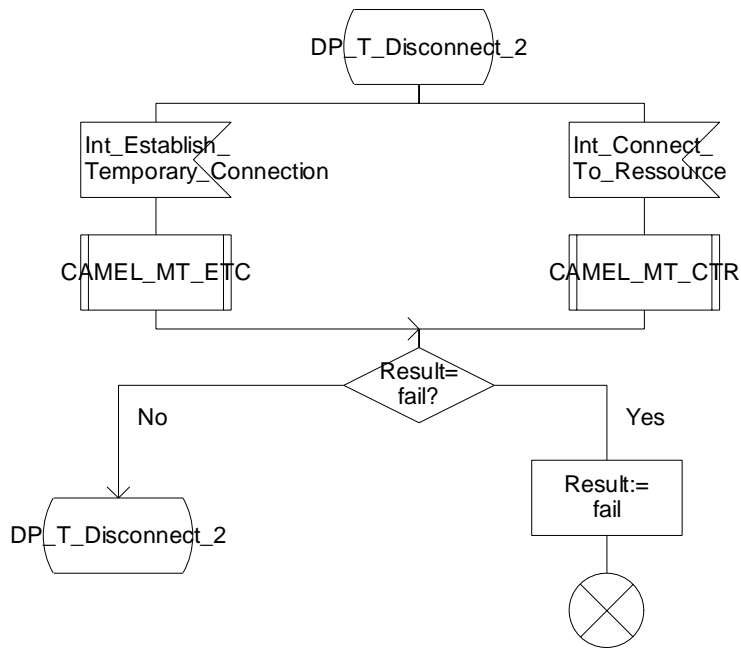 DP_T_Disconnect_2
Int_Establish_
Temporary_Connection
Int_Connect_
To_Ressource
CAMEL_MT_ETC
CAMEL_MT_CTR
Result=
fail?
No
Yes
Result:=
fail
DP_T_Disconnect_2